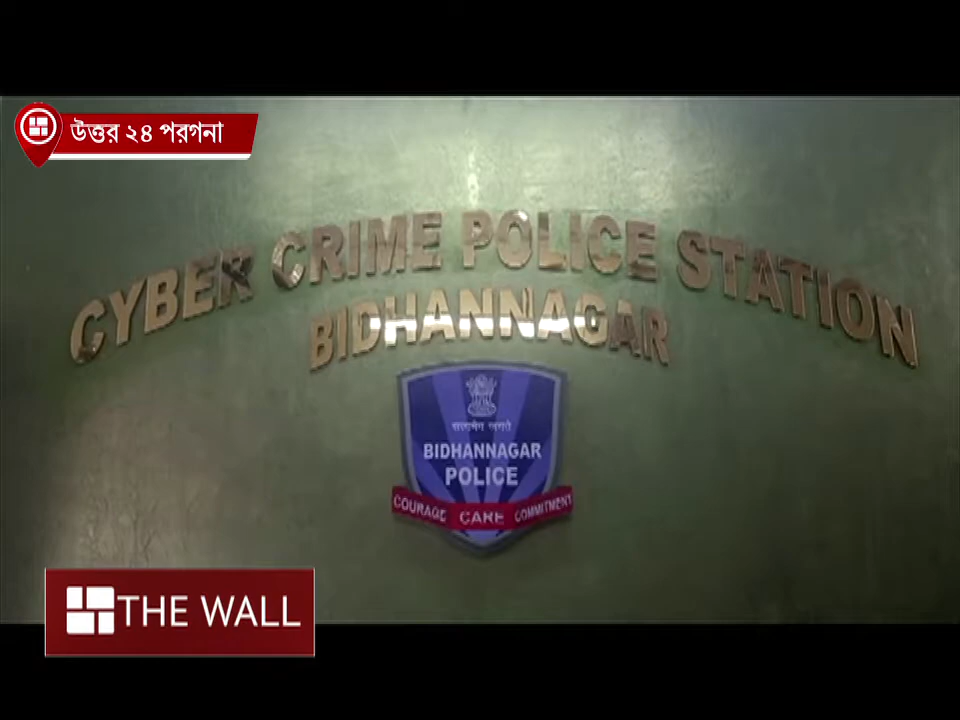 উত্তর ২৪ পরগনা
CYBER CRIME POLICE STATION
BIDHANNAGAR
BIDHANNAGAR
POLICE
COURAGE CARE COMMITMENT
THE WALL